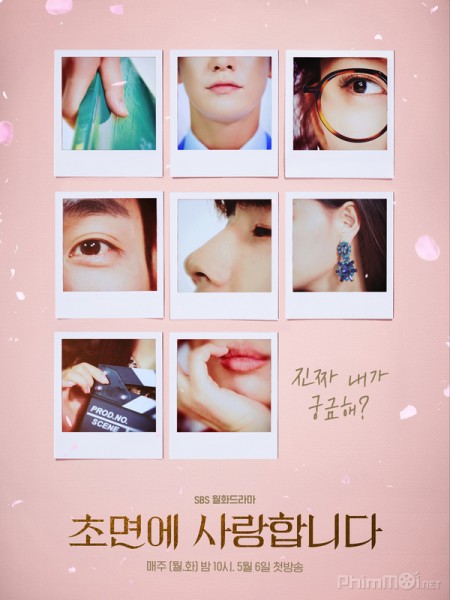 PROD.NO.
SCENE
진짜 내가
궁금해?
SBS 월화드라마
초면에 사랑합니다
매주 (월.화) 밤 10시, 5월 6일 첫방송
PhimMoi.net